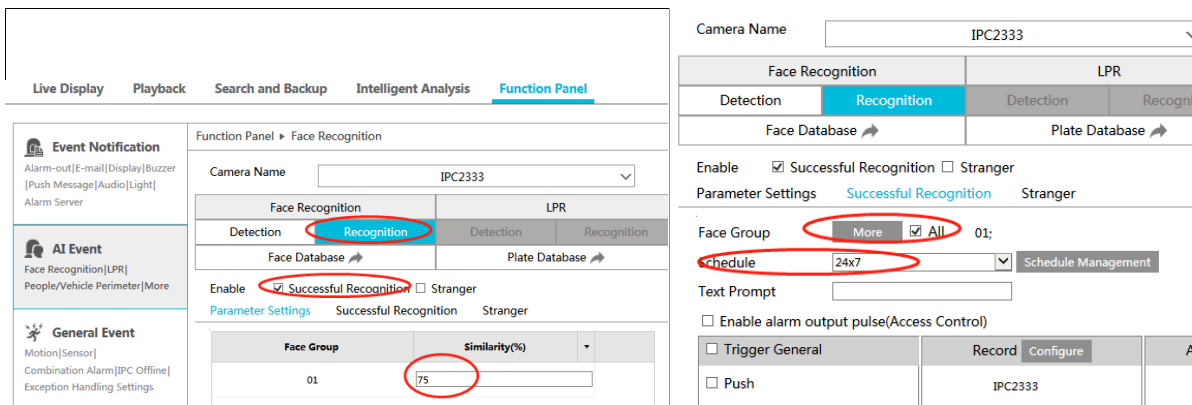 Live Display Playback Search and Backup Intelligent Analysis Function Panel
Event Notification
Alarm-out|E-mail|Display|Buzzer
|Push Message|Audio|Light|
Alarm Server
AI Event
Face Recognition|LPR|
People/Vehicle Perimeter|More
General Event
Motion|Sensor|
Combination Alarm|IPC Offline|
Exception Handling Settings
Function Panel Face Recognition
Camera Name IPC2333
Face Recognition LPR
Detection Recognition Detection Recognition
Face Database Plate Database
Enable Successful Recognition Stranger
Parameter Settings Successful Recognition Stranger
Face Group Similarity(%)
01 75
Camera Name IPC2333
Face Recognition LPR
Detection Recognition Detection Recogni
Face Database Plate Database
Enable Successful Recognition Stranger
Parameter Settings Successful Recognition Stranger
Face Group More All 01;
Schedule 24x7 Schedule Management
Text Prompt
Enable alarm output pulse(Access Control)
Trigger General Record Configure A
Push IPC2333